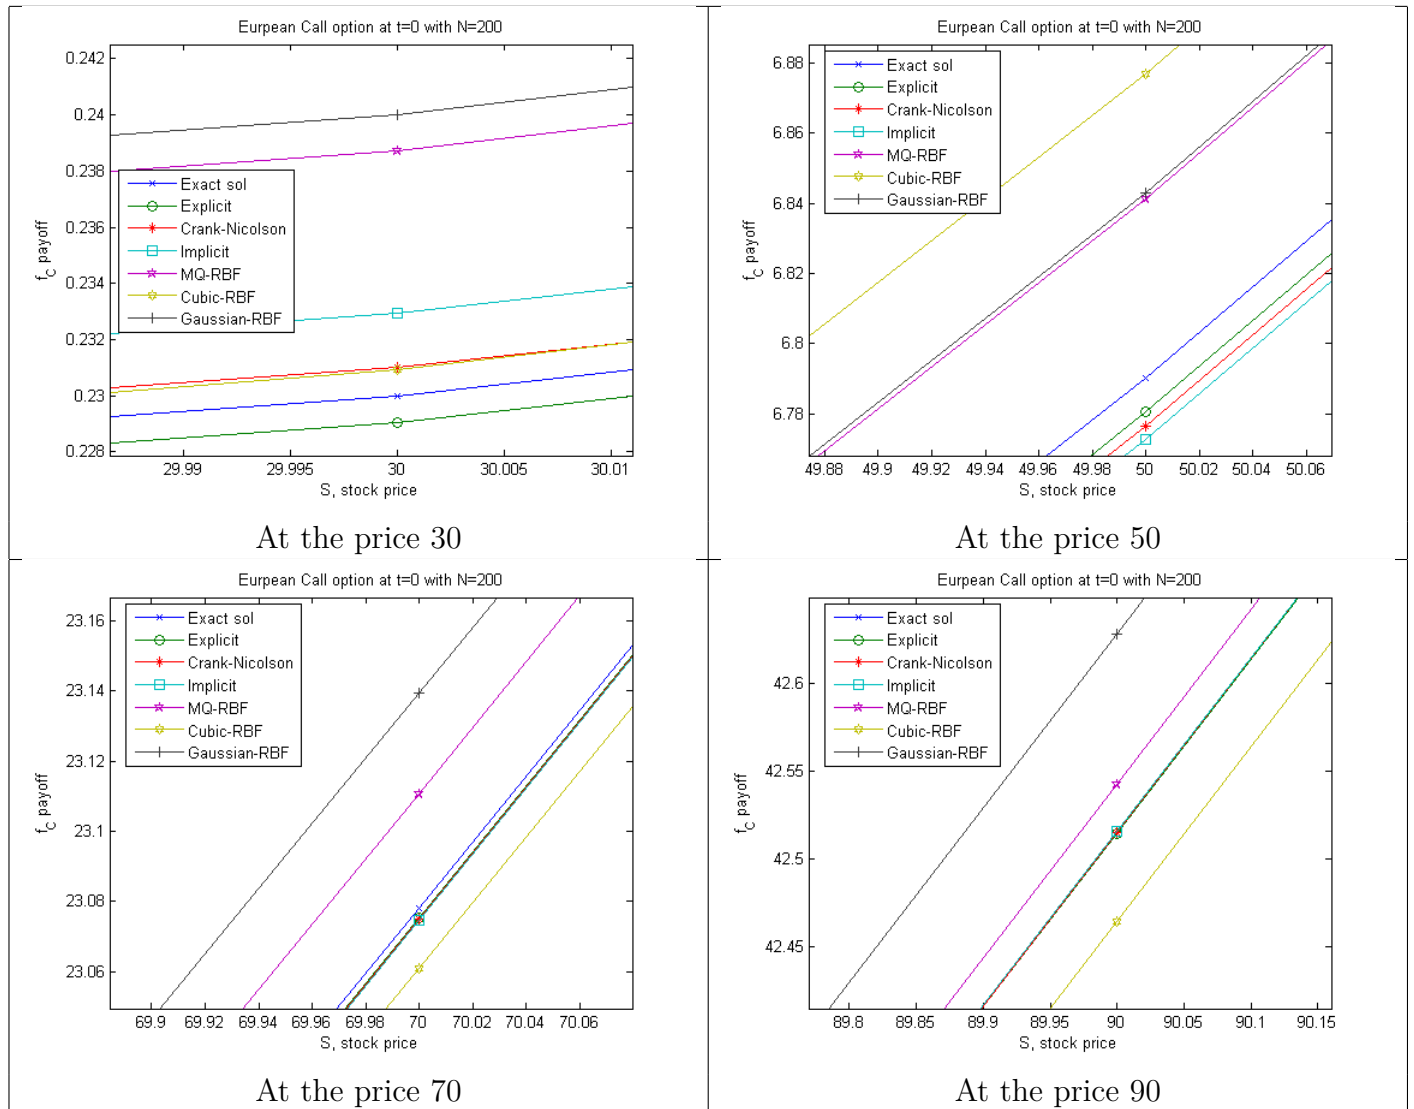 Eurpean Call option at t=0 with N=200
0.242
0.24
0.238
0.236
0.234
0.232
0.23
0.228
f_C payoff
Exact sol
Explicit
Crank-Nicolson
Implicit
MQ-RBF
Cubic-RBF
Gaussian-RBF
29.99 29.995 30 30.005 30.01
S, stock price
At the price 30
Eurpean Call option at t=0 with N=200
6.88
6.86
6.84
6.82
6.8
6.78
f_C payoff
Exact sol
Explicit
Crank-Nicolson
Implicit
MQ-RBF
Cubic-RBF
Gaussian-RBF
49.88 49.9 49.92 49.94 49.96 49.98 50 50.02 50.04 50.06
S, stock price
At the price 50
Eurpean Call option at t=0 with N=200
23.16
23.14
23.12
23.1
23.08
23.06
f_C payoff
Exact sol
Explicit
Crank-Nicolson
Implicit
MQ-RBF
Cubic-RBF
Gaussian-RBF
69.9 69.92 69.94 69.96 69.98 70 70.02 70.04 70.06
S, stock price
At the price 70
Eurpean Call option at t=0 with N=200
42.6
42.55
42.5
42.45
f_C payoff
Exact sol
Explicit
Crank-Nicolson
Implicit
MQ-RBF
Cubic-RBF
Gaussian-RBF
89.8 89.85 89.9 89.95 90 90.05 90.1 90.15
S, stock price
At the price 90